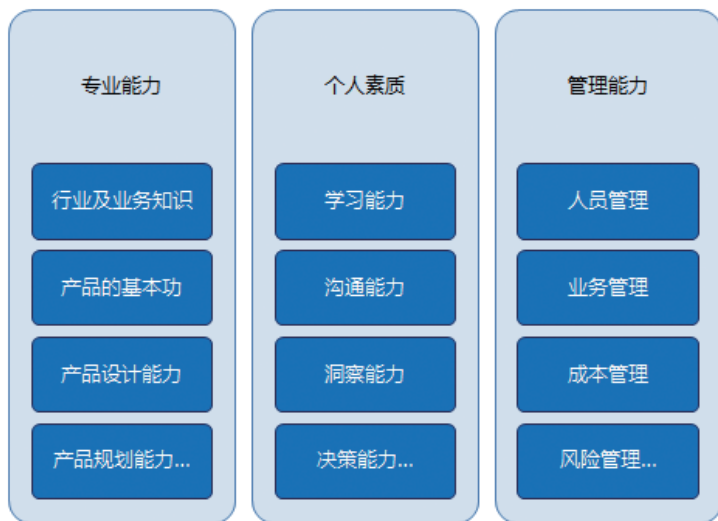 专业能力
行业及业务知识
产品的基本功
产品设计能力
产品规划能力...
个人素质
学习能力
沟通能力
洞察能力
决策能力...
管理能力
人员管理
业务管理
成本管理
风险管理...